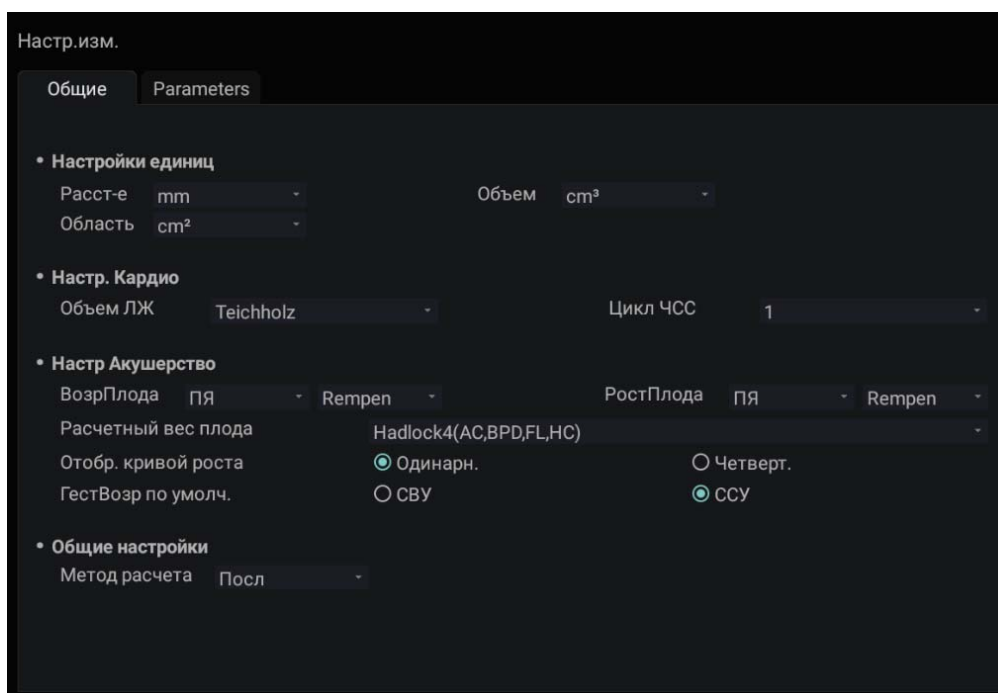 Настр.изм.
Общие Parameters
• Настройки единиц
Расст-е mm Объем cm³
Область cm²
• Настр. Кардио
Объем ЛЖ Teichholz Цикл ЧСС 1
• Настр Акушерство
ВозрПлода ПЯ Rempen РостПлода ПЯ Rempen
Расчетный вес плода Hadlock4(AC,BPD,FL,HC)
Отобр. кривой роста Одинарн. Четверт.
ГестВозр по умолч. СВУ ССУ
• Общие настройки
Метод расчета Посл